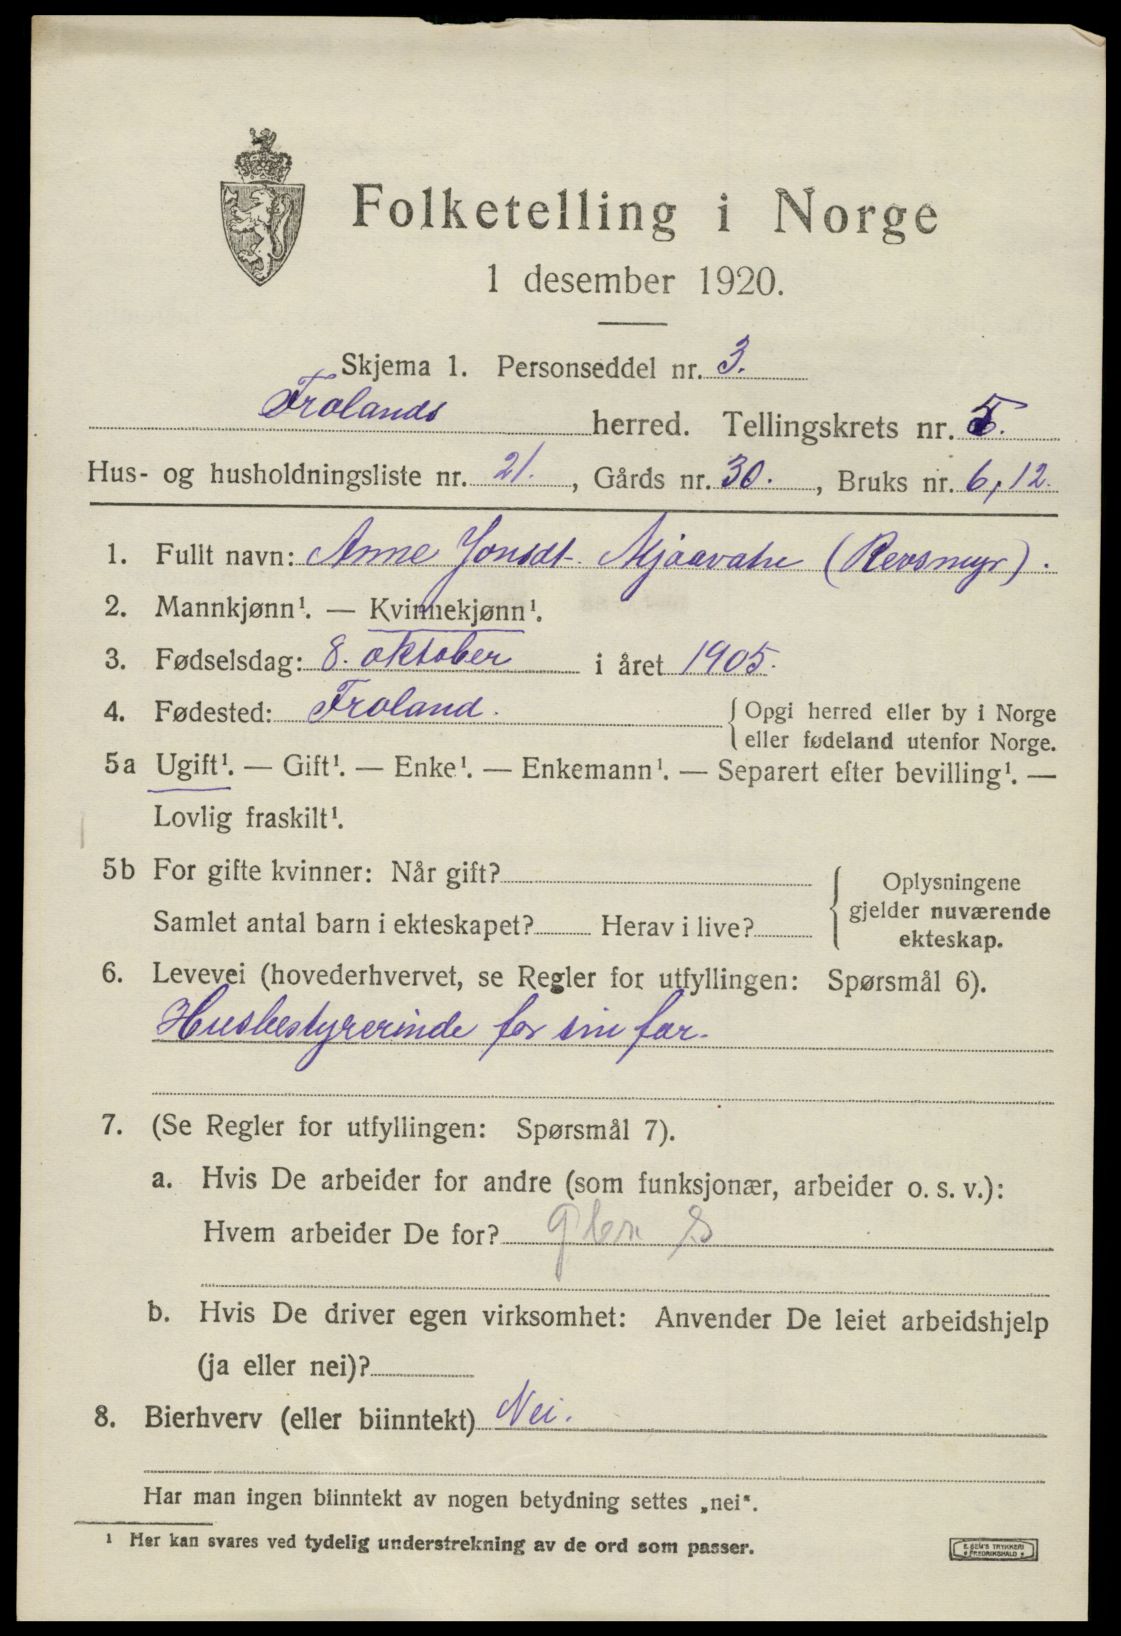 Folketelling i Norge
1 desember 1920.
Skjema 1. Personseddel nr. 3.
Frolands herred. Tellingskrets nr. 5.
Hus- og husholdningsliste nr. 21., Gårds nr. 30., Bruks nr. 6, 12.
1. Fullt navn: Anne Jonsdt. Mjaavatn (Revsmyr).
2. Mannkjønn¹. — Kvinnekjønn¹.
3. Fødselsdag: 8. oktober i året 1905.
4. Fødested: Froland. Opgi herred eller by i Norge
eller fødeland utenfor Norge.
5a Ugift¹. — Gift¹. — Enke¹. — Enkemann¹. — Separert efter bevilling¹. —
Lovlig fraskilt¹.
5b For gifte kvinner: Når gift?
Samlet antal barn i ekteskapet? Herav i live?
Oplysningene
gjelder nuværende
ekteskap.
6. Levevei (hovederhvervet, se Regler for utfyllingen: Spørsmål 6).
Husbestyrerinde for sin far.
7. (Se Regler for utfyllingen: Spørsmål 7).
a. Hvis De arbeider for andre (som funksjonær, arbeider o. s. v.):
Hvem arbeider De for?
b. Hvis De driver egen virksomhet: Anvender De leiet arbeidshjelp
(ja eller nei)?
8. Bierhverv (eller biinntekt) Nei.
Har man ingen biinntekt av nogen betydning settes „nei“.
¹ Her kan svares ved tydelig understrekning av de ord som passer.
E. SEM'S TRYKKERI
FREDRIKSHALD